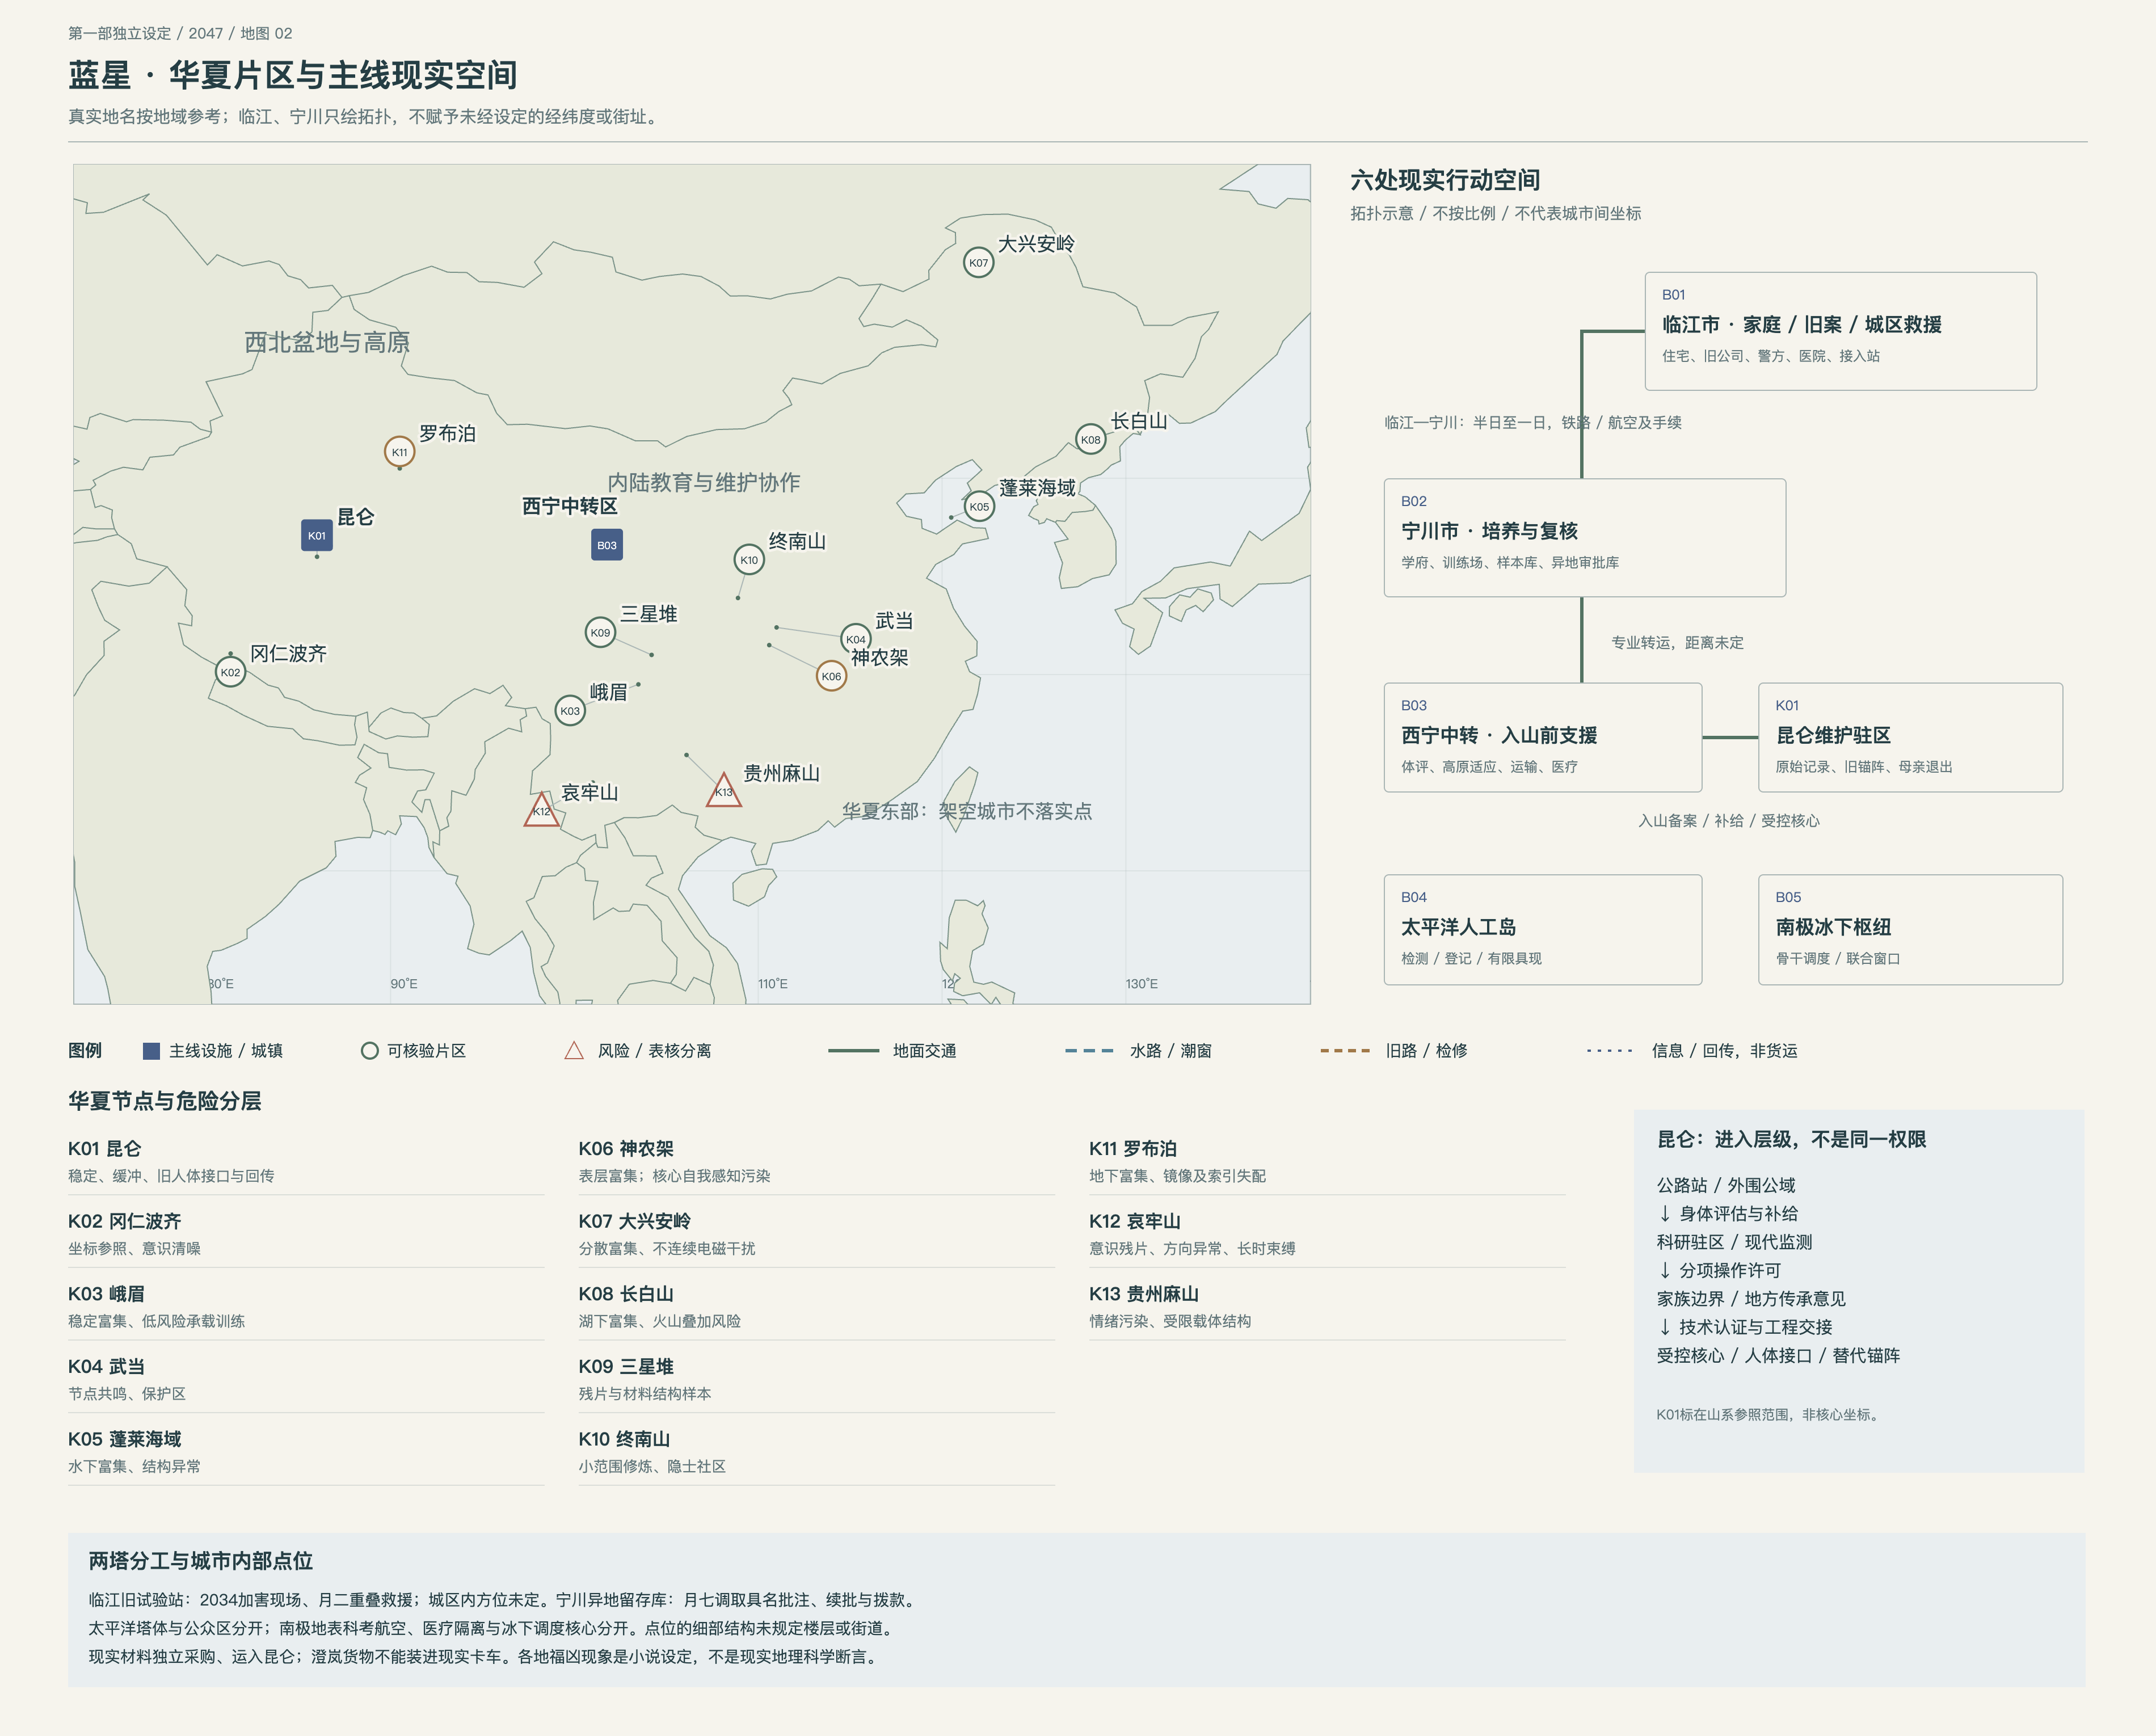 第一部独立设定 / 2047 / 地图 02
蓝星 · 华夏片区与主线现实空间
真实地名按地域参考；临江、宁川只绘拓扑，不赋予未经设定的经纬度或街址。
大兴安岭
K07
西北盆地与高原
罗布泊
K11
长白山
K08
内陆教育与维护协作
蓬莱海域
K05
西宁中转区
B03
昆仑
K01
终南山
K10
三星堆
K09
武当
K04
神农架
K06
冈仁波齐
K02
峨眉
K03
贵州麻山
K13
哀牢山
K12
华夏东部：架空城市不落实点
80°E
90°E
110°E
12
130°E
六处现实行动空间
拓扑示意 / 不按比例 / 不代表城市间坐标
B01
临江市 · 家庭 / 旧案 / 城区救援
住宅、旧公司、警方、医院、接入站
临江—宁川：半日至一日，铁路 / 航空及手续
B02
宁川市 · 培养与复核
学府、训练场、样本库、异地审批库
专业转运，距离未定
B03
西宁中转 · 入山前支援
体评、高原适应、运输、医疗
K01
昆仑维护驻区
原始记录、旧锚阵、母亲退出
入山备案 / 补给 / 受控核心
B04
太平洋人工岛
检测 / 登记 / 有限具现
B05
南极冰下枢纽
骨干调度 / 联合窗口
图例
主线设施 / 城镇
可核验片区
风险 / 表核分离
地面交通
水路 / 潮窗
旧路 / 检修
信息 / 回传，非货运
华夏节点与危险分层
K01 昆仑
稳定、缓冲、旧人体接口与回传
K02 冈仁波齐
坐标参照、意识清噪
K03 峨眉
稳定富集、低风险承载训练
K04 武当
节点共鸣、保护区
K05 蓬莱海域
水下富集、结构异常
K06 神农架
表层富集；核心自我感知污染
K07 大兴安岭
分散富集、不连续电磁干扰
K08 长白山
湖下富集、火山叠加风险
K09 三星堆
残片与材料结构样本
K10 终南山
小范围修炼、隐士社区
K11 罗布泊
地下富集、镜像及索引失配
K12 哀牢山
意识残片、方向异常、长时束缚
K13 贵州麻山
情绪污染、受限载体结构
昆仑：进入层级，不是同一权限
公路站 / 外围公域
↓ 身体评估与补给
科研驻区 / 现代监测
↓ 分项操作许可
家族边界 / 地方传承意见
↓ 技术认证与工程交接
受控核心 / 人体接口 / 替代锚阵
K01标在山系参照范围，非核心坐标。
两塔分工与城市内部点位
临江旧试验站：2034加害现场、月二重叠救援；城区内方位未定。宁川异地留存库：月七调取具名批注、续批与拨款。
太平洋塔体与公众区分开；南极地表科考航空、医疗隔离与冰下调度核心分开。点位的细部结构未规定楼层或街道。
现实材料独立采购、运入昆仑；澄岚货物不能装进现实卡车。各地福凶现象是小说设定，不是现实地理科学断言。